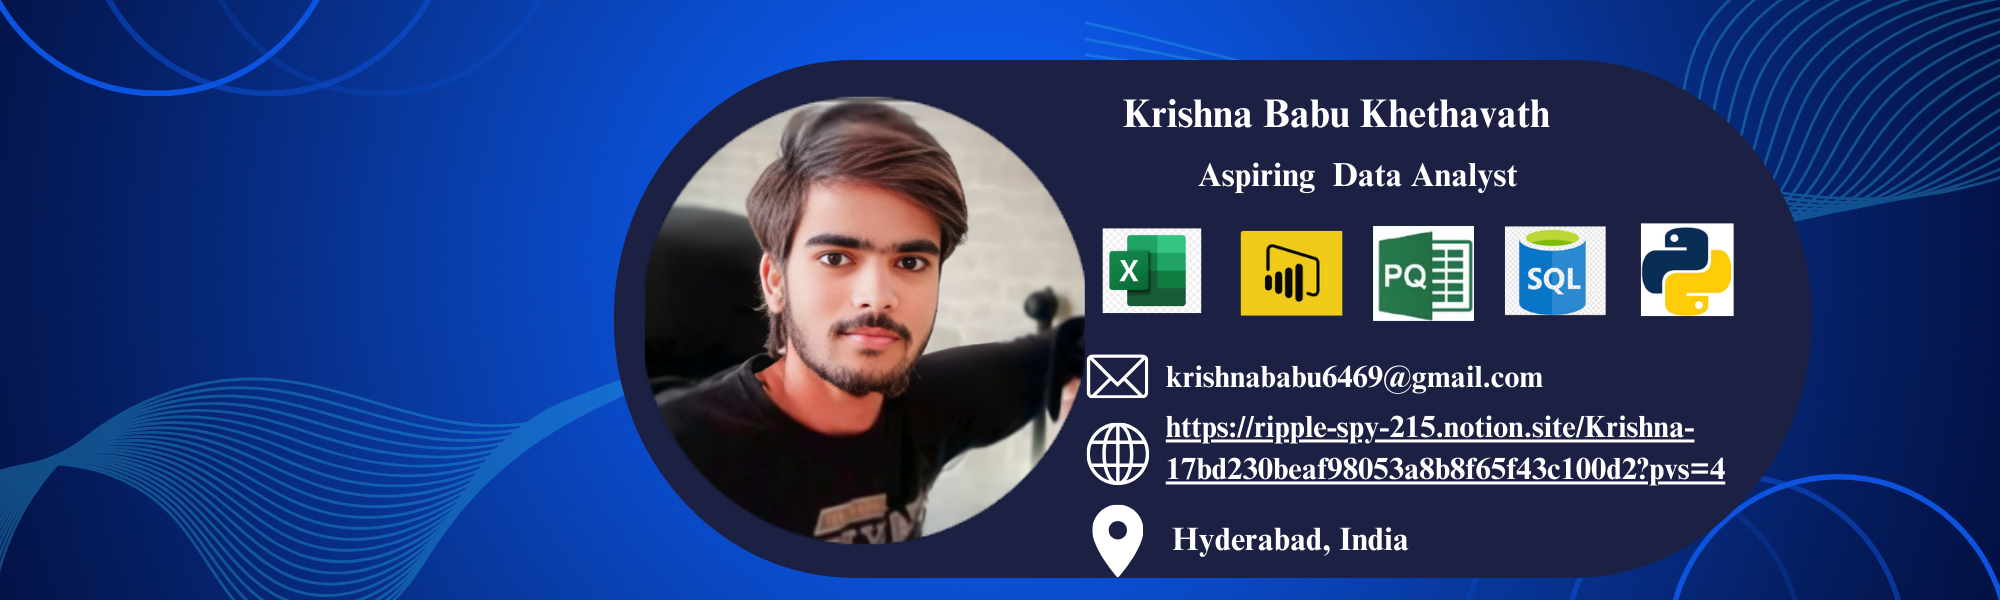 Krishna Babu Khethavath
Aspiring Data Analyst
X
PQ
SQL
krishnababu6469@gmail.com
https://ripple-spy-215.notion.site/Krishna-
17bd230beaf98053a8b8f65f43c100d2?pvs=4
Hyderabad, India